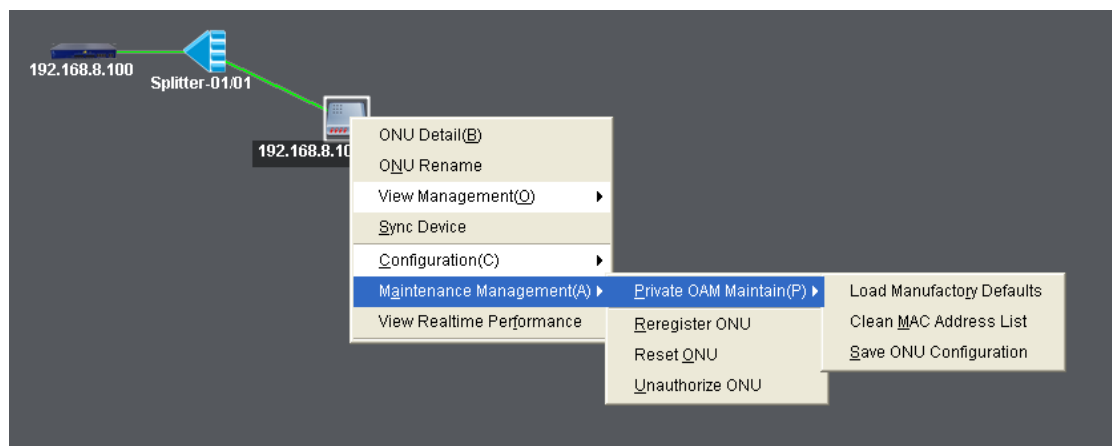 192.168.8.100
Splitter-01/01
192.168.8.10
ONU Detail(B)
ONU Rename
View Management(O)
Sync Device
Configuration(C)
Maintenance Management(A)
View Realtime Performance
Private OAM Maintain(P)
Reregister ONU
Reset ONU
Unauthorize ONU
Load Manufactory Defaults
Clean MAC Address List
Save ONU Configuration